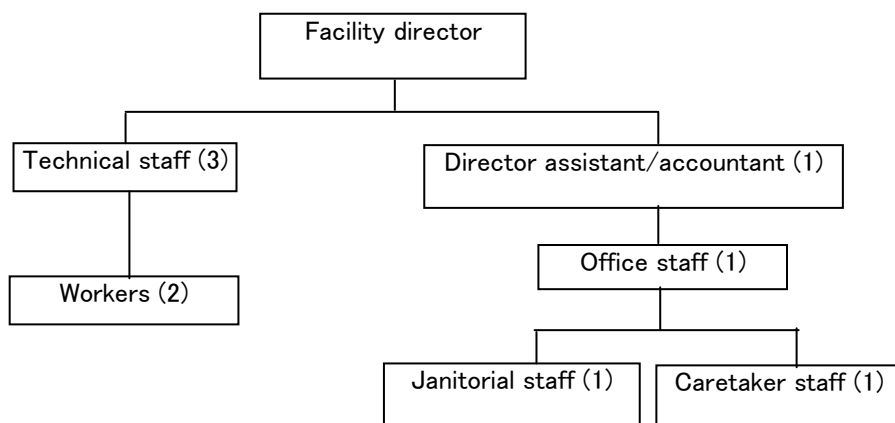 Facility director
Technical staff (3)
Director assistant/accountant (1)
Office staff (1)
Workers (2)
Janitorial staff (1)
Caretaker staff (1)